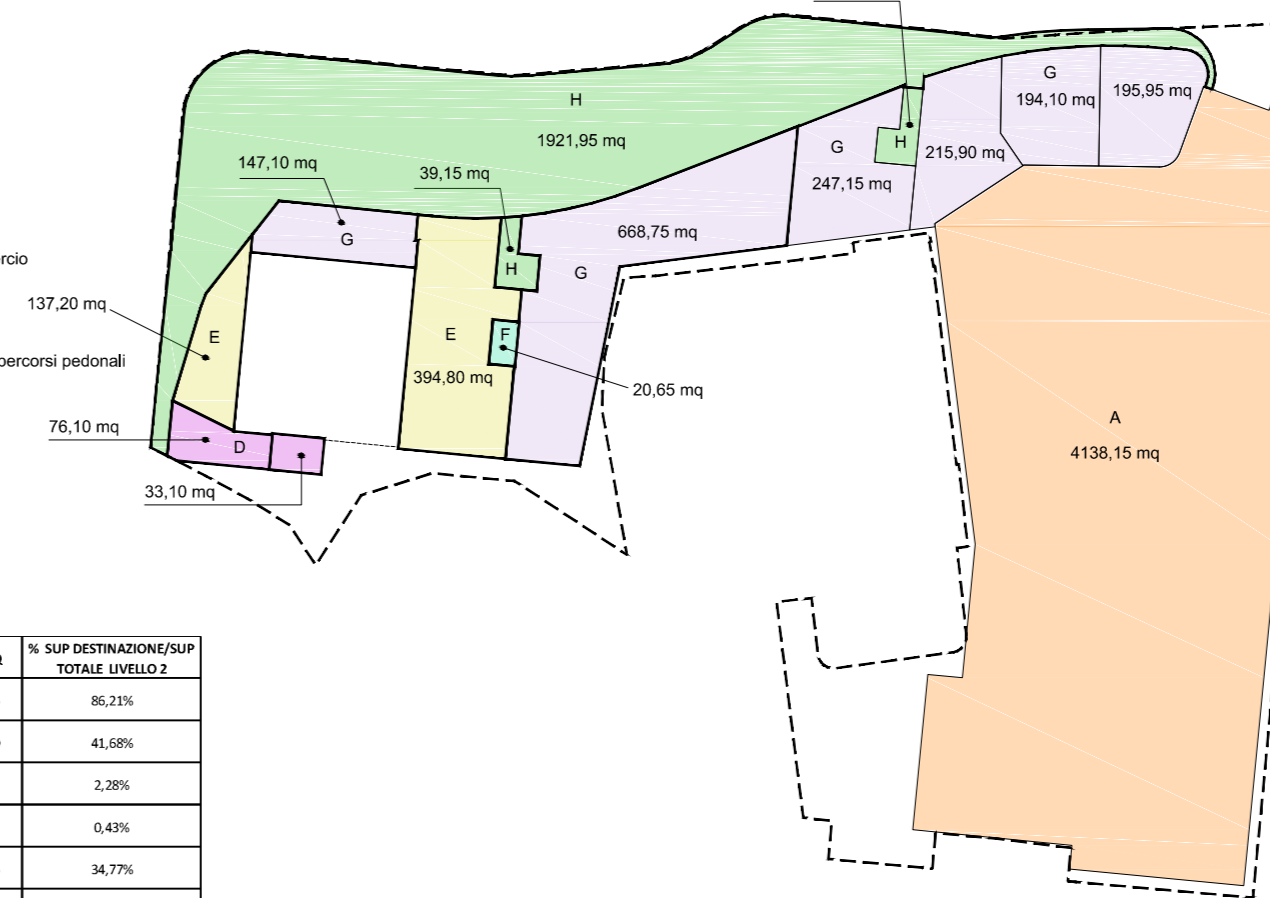 H
1921,95 mq
G
194,10 mq
195,95 mq
G
247,15 mq
H
215,90 mq
147,10 mq
G
39,15 mq
H
668,75 mq
G
137,20 mq
E
percorsi pedonali
E
394,80 mq
F
20,65 mq
76,10 mq
D
33,10 mq
A
4138,15 mq
% SUP DESTINAZIONE/SUP
TOTALE LIVELLO 2
86,21%
41,68%
2,28%
0,43%
34,77%